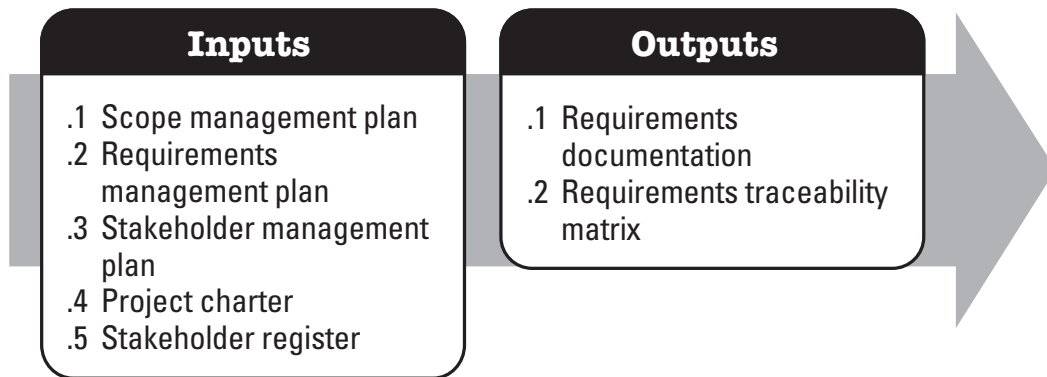 Inputs
.1 Scope management plan
.2 Requirements
management plan
.3 Stakeholder management
plan
.4 Project charter
.5 Stakeholder register
Outputs
.1 Requirements
documentation
.2 Requirements traceability
matrix